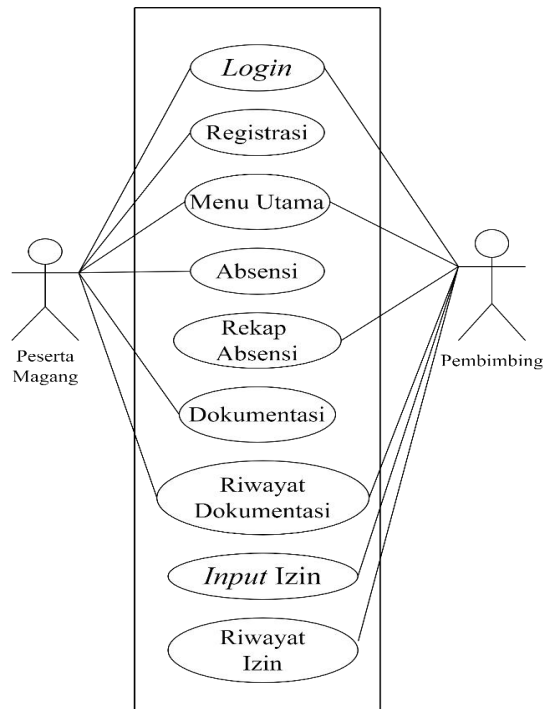 Login
Registrasi
Menu Utama
Absensi
Rekap
Absensi
Peserta
Magang
Pembimbing
Dokumentasi
Riwayat
Dokumentasi
Input Izin
Riwayat
Izin